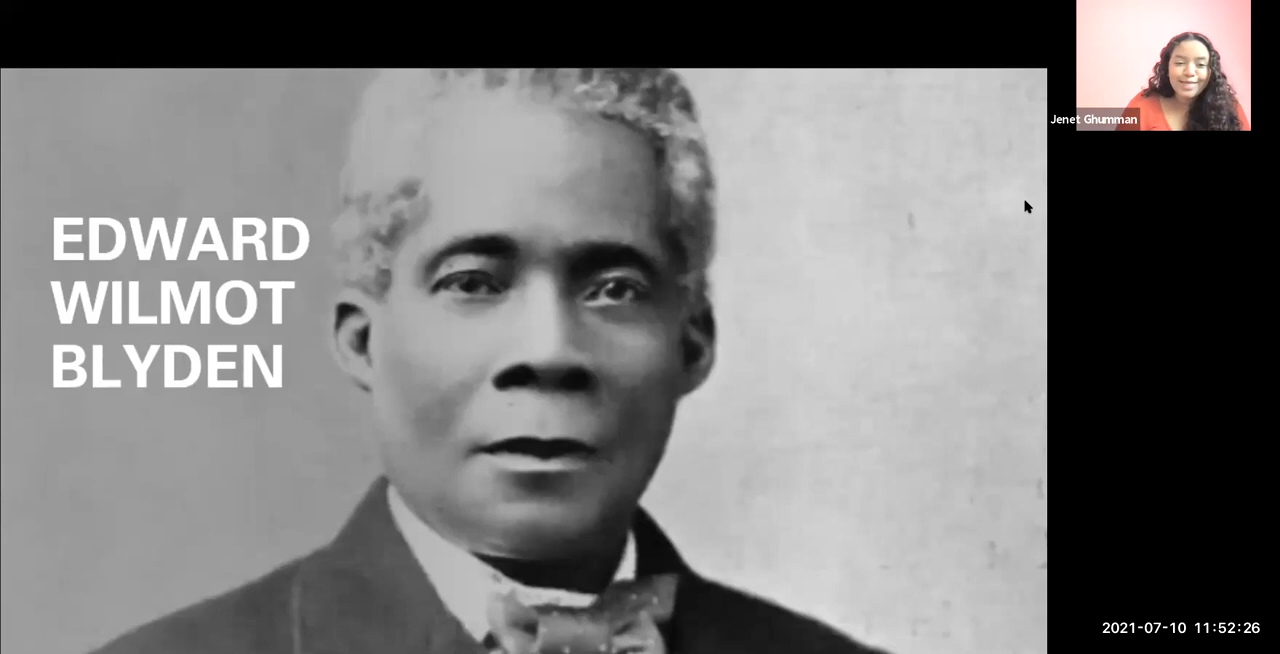 EDWARD
WILMOT
BLYDEN
Jenet Ghumman
2021-07-10 11:52:26